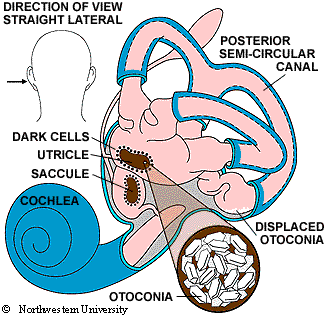 DIRECTION OF VIEW
STRAIGHT LATERAL
POSTERIOR
SEMI-CIRCULAR
CANAL
DARK CELLS
UTRICLE
SACCULE
COCHLEA
DISPLACED
OTOCONIA
OTOCONIA
© Northwestern University